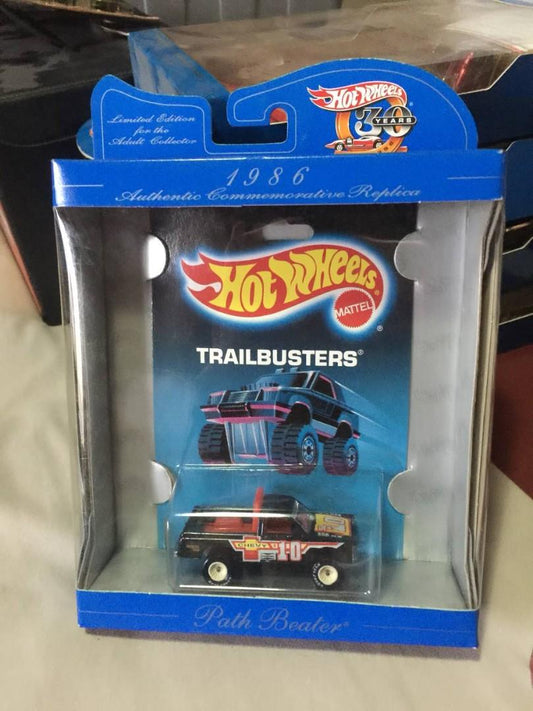 Limited Edition
for the
Adult Collector
HOT WHEELS
30
YEARS
1986
Authentic Commemorative Replica
HOT WHEELS®
MATTEL
TRAILBUSTERS®
CHEVY
10
Path Beater®